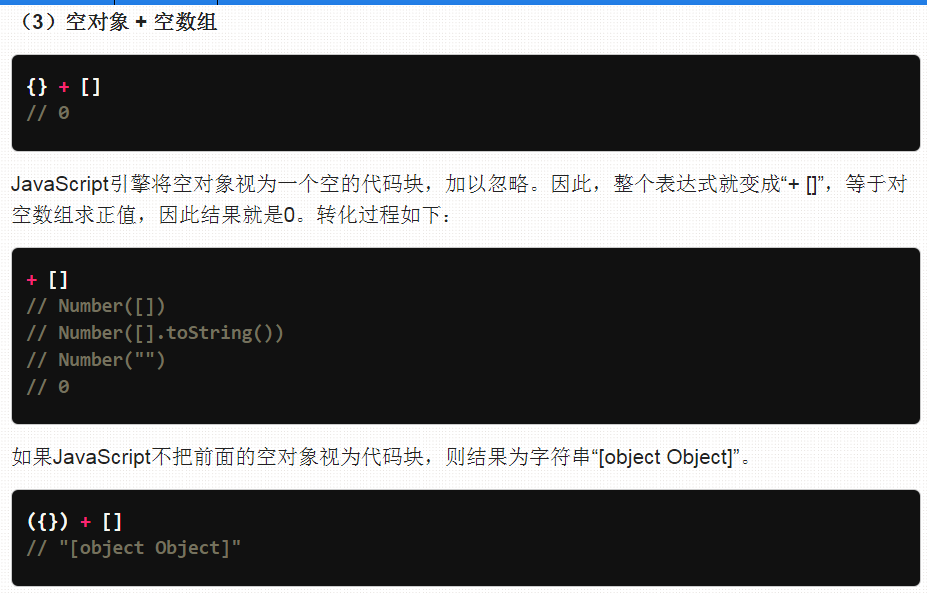 （3）空对象 + 空数组
{} + []
// 0
JavaScript引擎将空对象视为一个空的代码块，加以忽略。因此，整个表达式就变成“+ []”，等于对
空数组求正值，因此结果就是0。转化过程如下：
+ []
// Number([])
// Number([].toString())
// Number("")
// 0
如果JavaScript不把前面的空对象视为代码块，则结果为字符串“[object Object]”。
({}) + []
// "[object Object]"